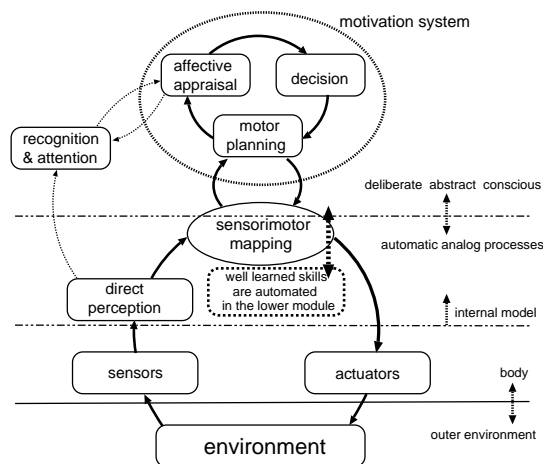 motivation system
affective
appraisal
decision
motor
planning
recognition
& attention
deliberate abstract conscious
sensorimotor
mapping
automatic analog processes
well learned skills
are automated
in the lower module
direct
perception
internal model
sensors
actuators
body
environment
outer environment